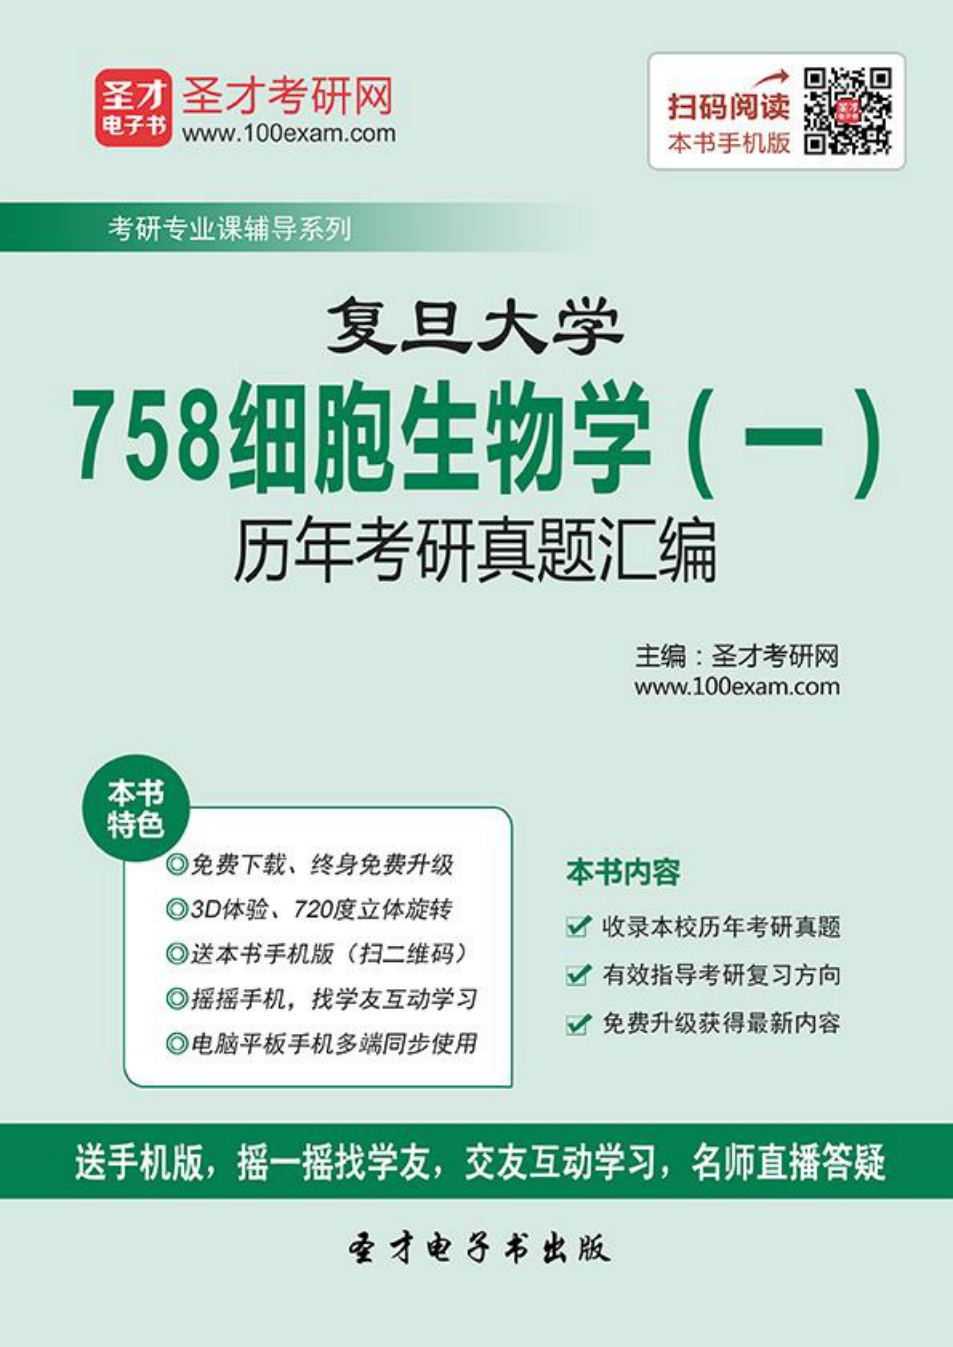 圣才
电子书
圣才考研网
www.100exam.com
扫码阅读
本书手机版
圣才
电子书
考研专业课辅导系列
复旦大学
758细胞生物学（一）
历年考研真题汇编
主编：圣才考研网
www.100exam.com
本书
特色
◎免费下载、终身免费升级
◎3D体验、720度立体旋转
◎送本书手机版（扫二维码）
◎摇摇手机，找学友互动学习
◎电脑平板手机多端同步使用
本书内容
收录本校历年考研真题
有效指导考研复习方向
免费升级获得最新内容
送手机版，摇一摇找学友，交友互动学习，名师直播答疑
圣才电子书出版